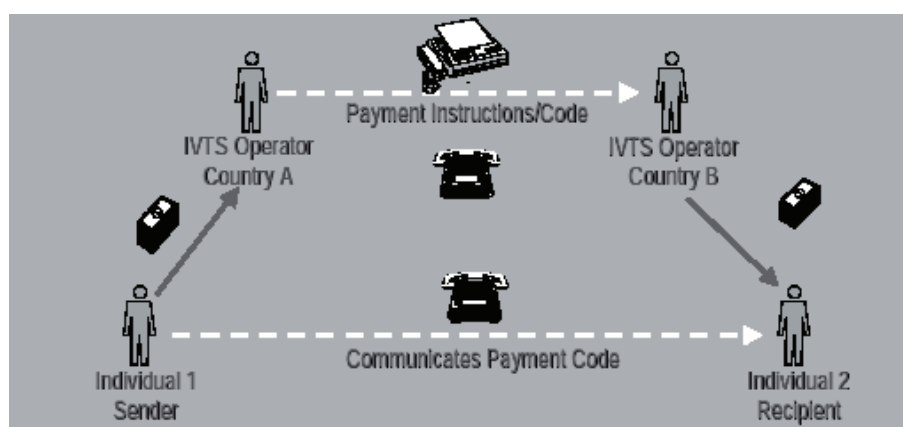 Payment Instructions/Code
IVTS Operator
Country A
IVTS Operator
Country B
Communicates Payment Code
Individual 1
Sender
Individual 2
Recipient